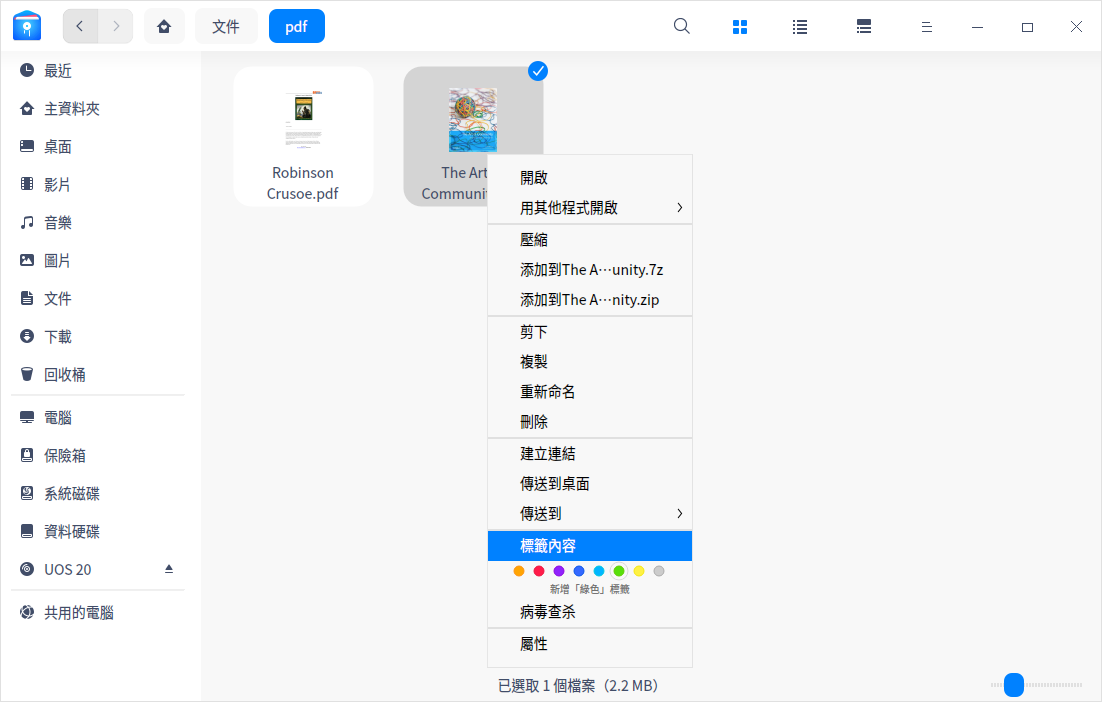 文件
pdf
最近
主資料夾
桌面
影片
音樂
圖片
文件
下載
回收桶
電腦
保險箱
系統磁碟
資料硬碟
UOS 20
共用的電腦
Robinson
Crusoe.pdf
The Art
Communi
開啟
用其他程式開啟
壓縮
添加到The A⋯unity.7z
添加到The A⋯nity.zip
剪下
複製
重新命名
刪除
建立連結
傳送到桌面
傳送到
標籤內容
新增「綠色」標籤
病毒查杀
屬性
已選取 1 個檔案（2.2 MB）